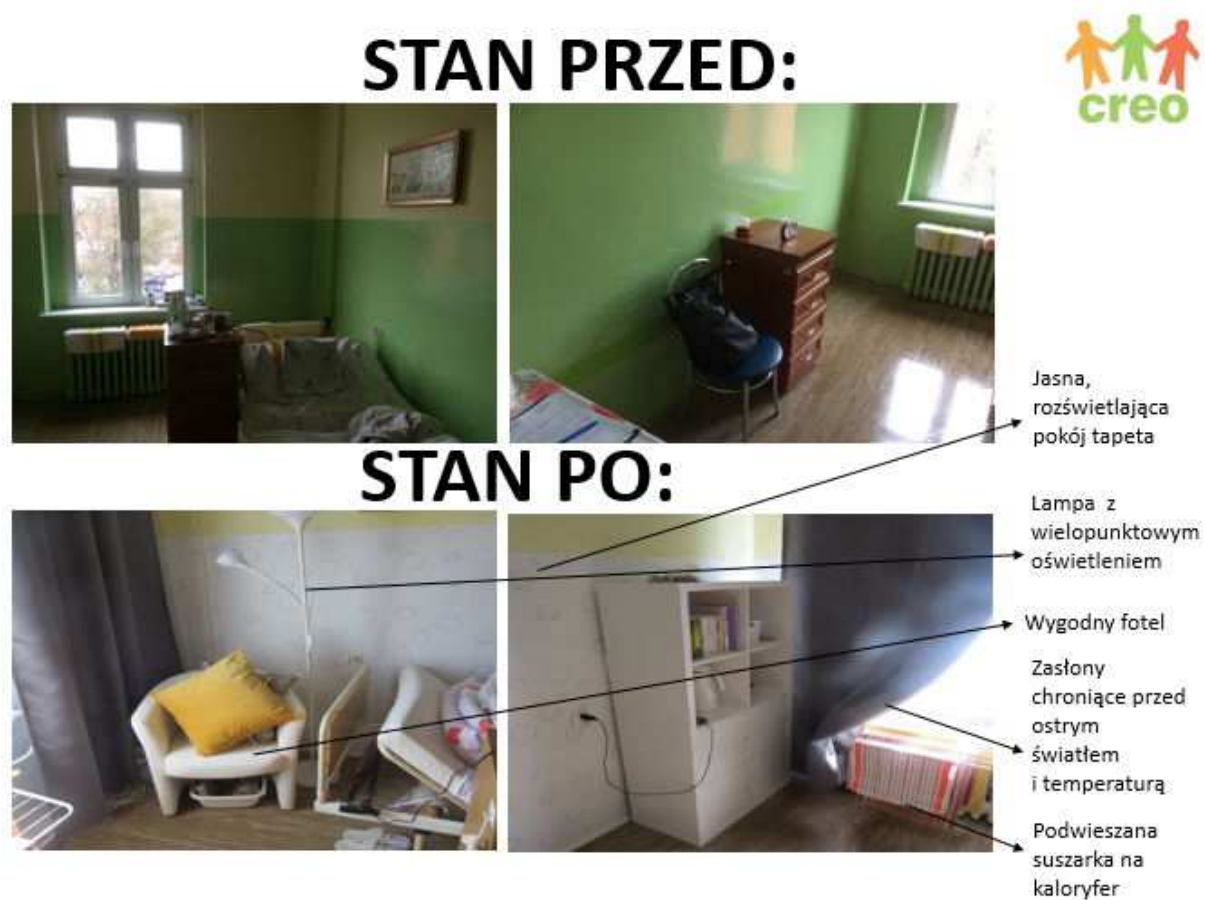 STAN PRZED:
creo
Jasna,
rozświetlająca
pokój tapeta
STAN PO:
Lampa z
wielopunktowym
oświetleniem
Wygodny fotel
Zasłony
chroniące przed
ostrym
światłem
i temperaturą
Podwieszana
suszarka na
kaloryfer